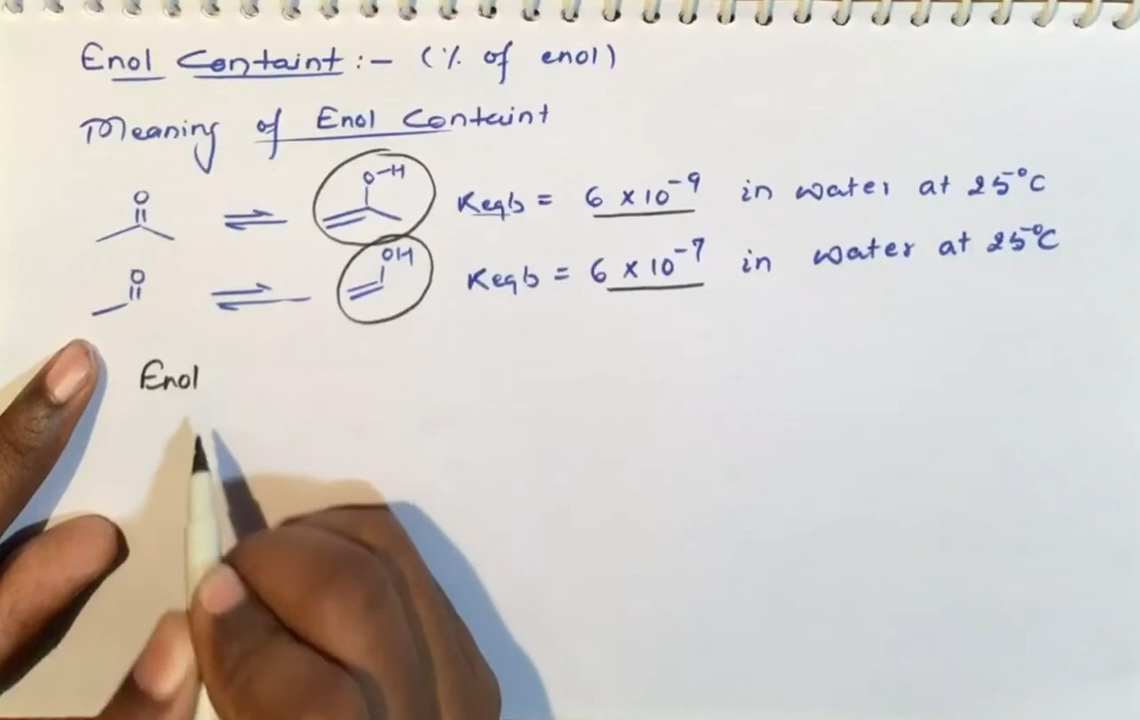 Enol Containt :- (% of enol)
Meaning of Enol Containt
O O-H Keqb = 6 x 10⁻⁹ in water at 25°C
O OH Keqb = 6 x 10⁻⁷ in water at 25°C
Enol